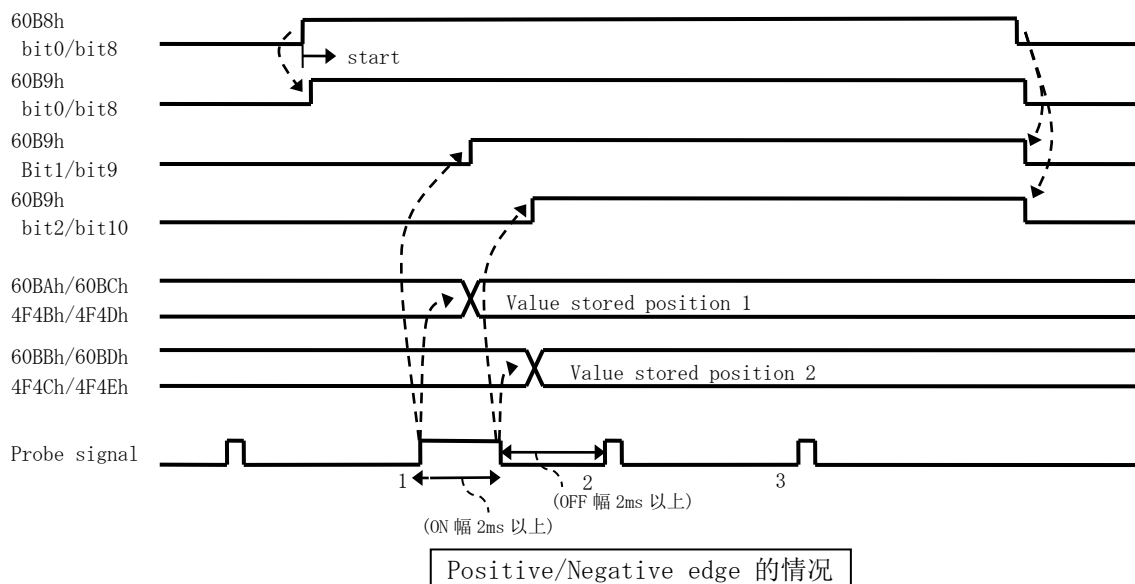 60B8h
bit0/bit8
start
60B9h
bit0/bit8
60B9h
Bit1/bit9
60B9h
bit2/bit10
60BAh/60BCh
4F4Bh/4F4Dh
Value stored position 1
60BBh/60BDh
4F4Ch/4F4Eh
Value stored position 2
Probe signal
1
2
3
(OFF 幅 2ms 以上)
(ON 幅 2ms 以上)
Positive/Negative edge 的情况